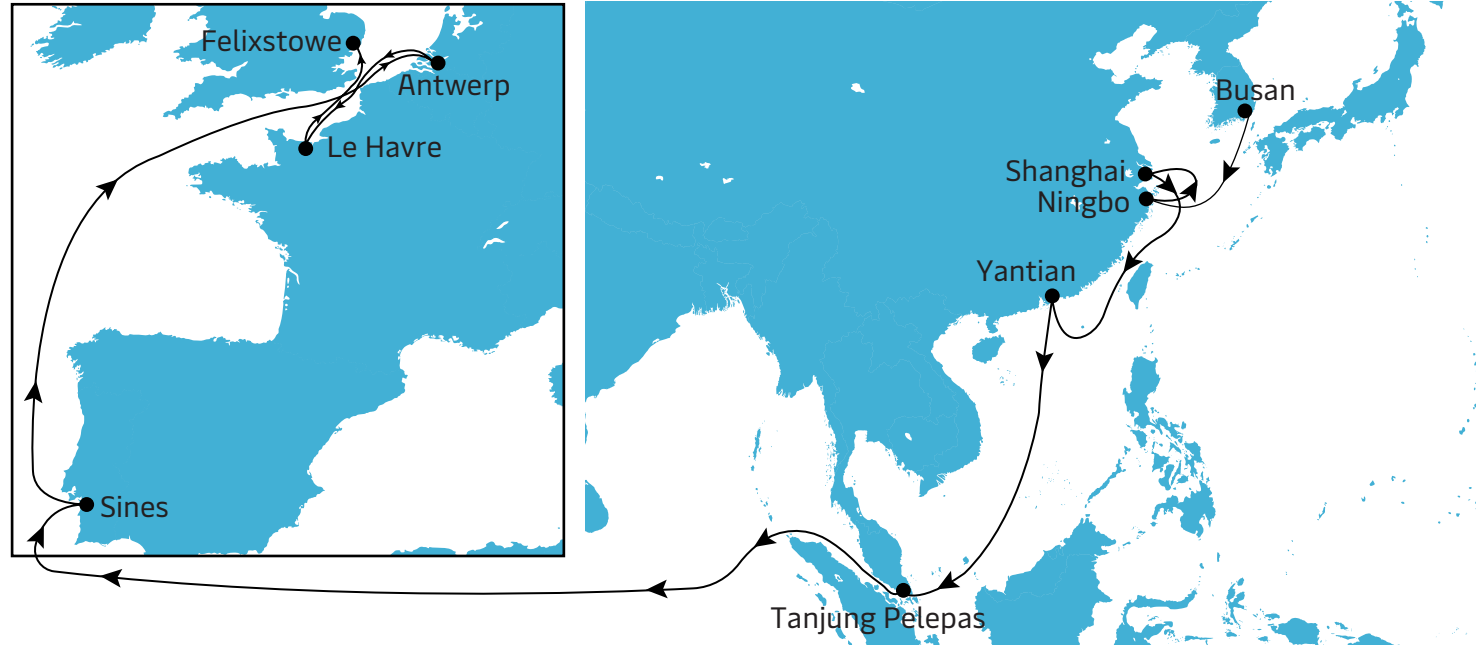 Felixstowe
Antwerp
Le Havre
Sines
Busan
Shanghai
Ningbo
Yantian
Tanjung Pelepas